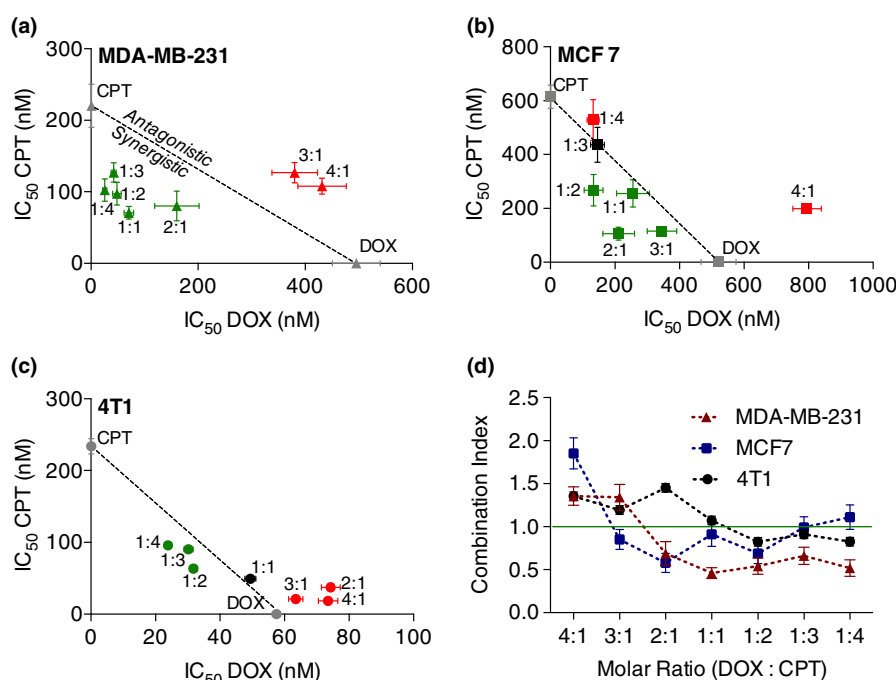 (a)
MDA-MB-231
300
200
100
0
IC50 CPT (nM)
CPT
Antagonistic
Synergistic
1:3
1:2
1:4
1:1
2:1
3:1
4:1
DOX
0 200 400 600
IC50 DOX (nM)
(b)
MCF 7
800
600
400
200
0
IC50 CPT (nM)
CPT
1:4
1:3
1:2
1:1
2:1
3:1
4:1
DOX
0 200 400 600 800 1000
IC50 DOX (nM)
(c)
4T1
300
200
100
0
IC50 CPT (nM)
CPT
1:4
1:3
1:2
1:1
DOX
3:1
2:1
4:1
0 20 40 60 80 100
IC50 DOX (nM)
(d)
2.5
2.0
1.5
1.0
0.5
0.0
Combination Index
MDA-MB-231
MCF7
4T1
4:1 3:1 2:1 1:1 1:2 1:3 1:4
Molar Ratio (DOX : CPT)